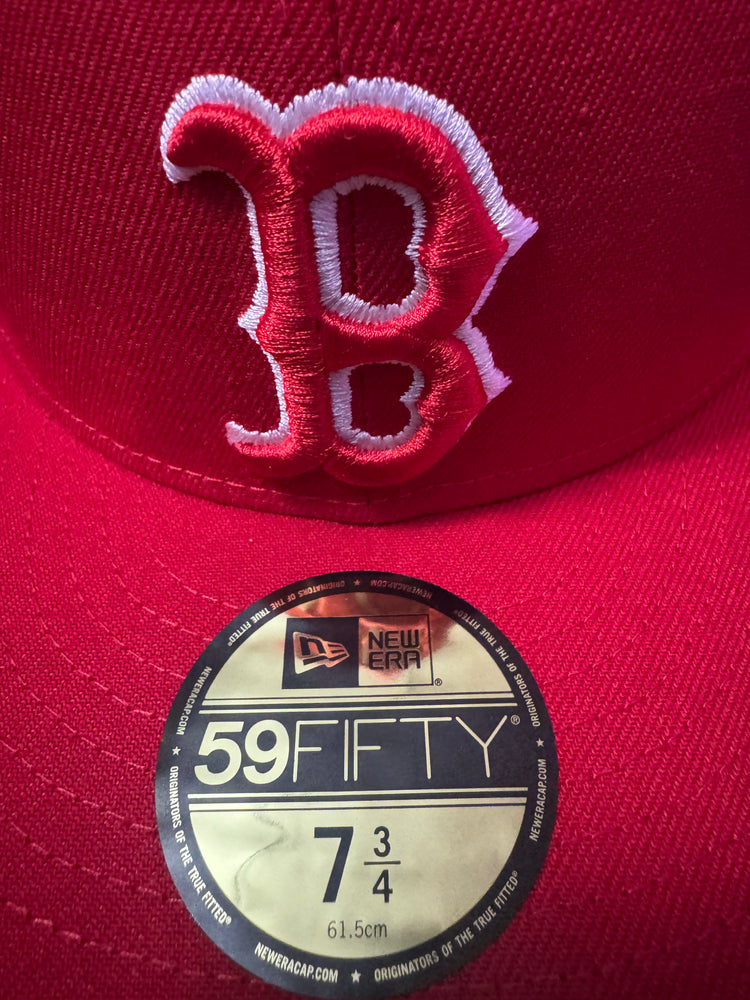 B
NEW
ERA®
59FIFTY®
7 3/4
61.5cm
ORIGINATORS OF THE TRUE FITTED® ★ NEWERACAP.COM
ORIGINATORS OF THE TRUE FITTED® ★ NEWERACAP.COM
ORIGINATORS OF THE TRUE FITTED® ★ NEWERACAP.COM
NEWERACAP.COM ★ ORIGINATORS OF THE TRUE FITTED®